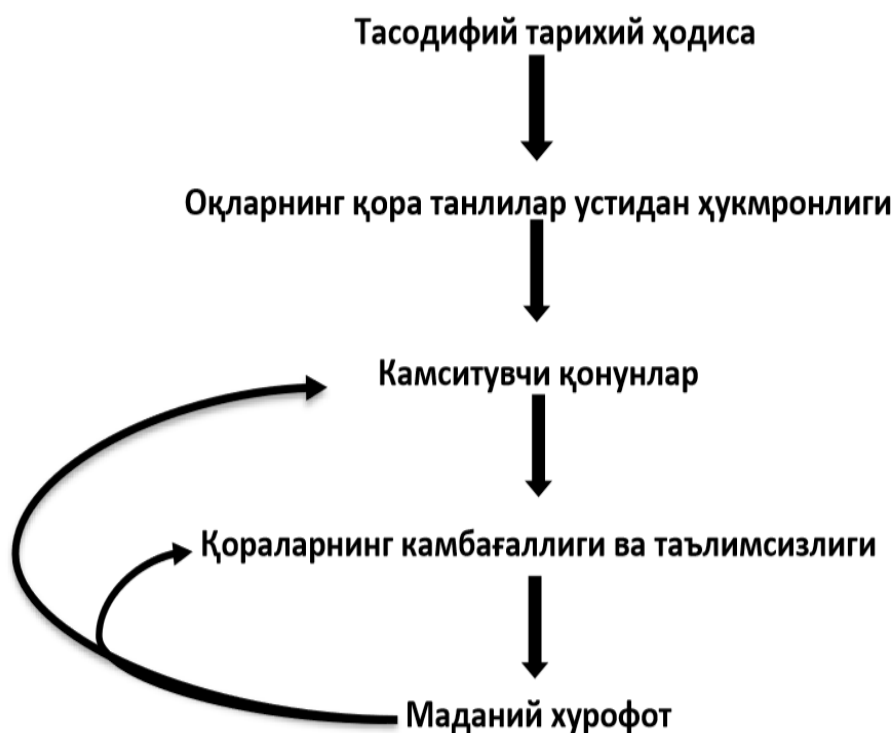 Тасодифий тарихий ҳодиса
Оқларнинг қора танлилар устидан ҳукмронлиги
Камситувчи қонунлар
Қораларнинг камбағаллиги ва таълимсизлиги
Маданий хурофот